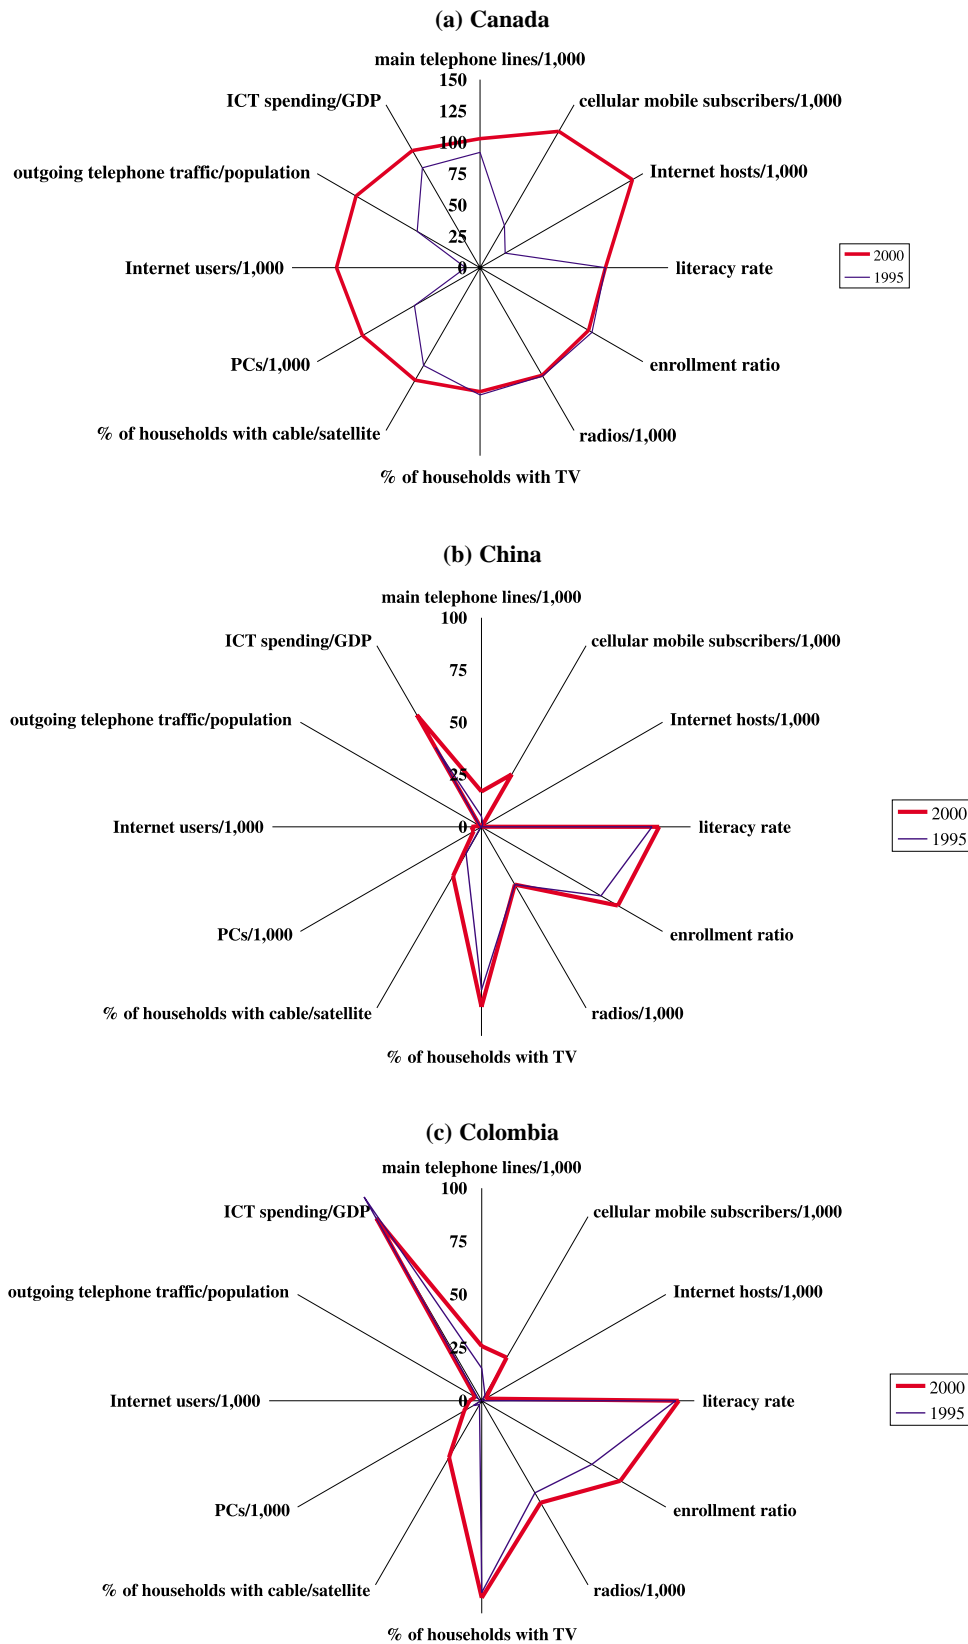 (a) Canada
main telephone lines/1,000
150
ICT spending/GDP
cellular mobile subscribers/1,000
125
100
outgoing telephone traffic/population
Internet hosts/1,000
75
50
25
Internet users/1,000
0
literacy rate
2000
1995
PCs/1,000
enrollment ratio
% of households with cable/satellite
radios/1,000
% of households with TV
(b) China
main telephone lines/1,000
100
ICT spending/GDP
cellular mobile subscribers/1,000
75
outgoing telephone traffic/population
50
Internet hosts/1,000
25
Internet users/1,000
0
literacy rate
2000
1995
PCs/1,000
enrollment ratio
% of households with cable/satellite
radios/1,000
% of households with TV
(c) Colombia
main telephone lines/1,000
100
ICT spending/GDP
cellular mobile subscribers/1,000
75
outgoing telephone traffic/population
50
Internet hosts/1,000
25
Internet users/1,000
0
literacy rate
2000
1995
PCs/1,000
enrollment ratio
% of households with cable/satellite
radios/1,000
% of households with TV